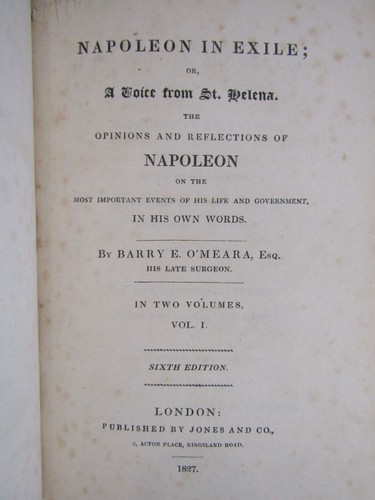 NAPOLEON IN EXILE;
OR,
A Voice from St. Helena.
THE
OPINIONS AND REFLECTIONS OF
NAPOLEON
ON THE
MOST IMPORTANT EVENTS OF HIS LIFE AND GOVERNMENT,
IN HIS OWN WORDS.
By BARRY E. O'MEARA, Esq.
HIS LATE SURGEON.
IN TWO VOLUMES.
VOL. I.
SIXTH EDITION.
LONDON:
PUBLISHED BY JONES AND CO.,
ACTON PLACE, KINGSLAND ROAD.
1827.